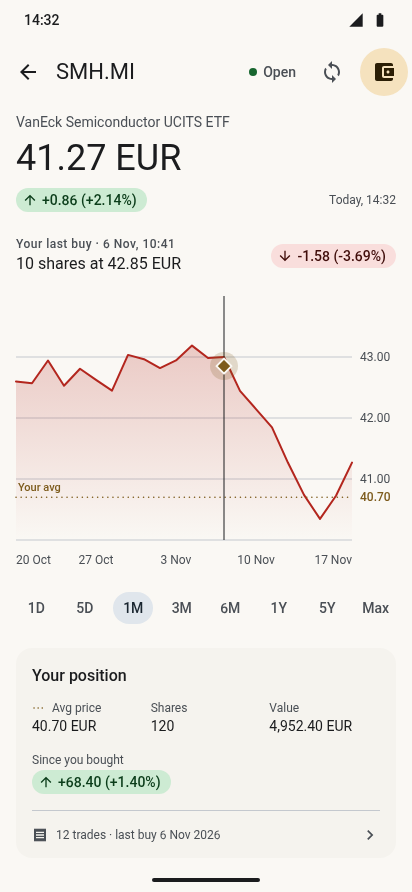 14:32
SMH.MI
Open
VanEck Semiconductor UCITS ETF
41.27 EUR
+0.86 (+2.14%)
Today, 14:32
Your last buy · 6 Nov, 10:41
10 shares at 42.85 EUR
-1.58 (-3.69%)
43.00
42.00
41.00
Your avg
40.70
20 Oct 27 Oct 3 Nov 10 Nov 17 Nov
1D 5D 1M 3M 6M 1Y 5Y Max
Your position
Avg price Shares Value
40.70 EUR 120 4,952.40 EUR
Since you bought
+68.40 (+1.40%)
12 trades · last buy 6 Nov 2026